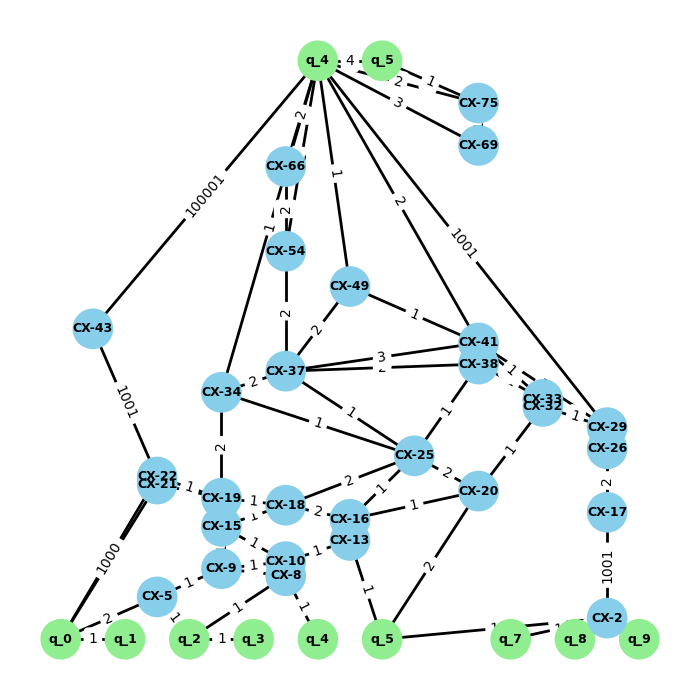 q_4 4 q_5
2 1
CX-75
3
2
CX-69
CX-66
1
100001
2
2
1
1001
CX-54
CX-49
2
1
CX-43
2
CX-41
3
CX-38
CX-37
1
2
CX-34
CX-33
CX-32
1001
1
1
1
1
CX-29
2
CX-26
CX-25
CX-22
CX-21
1
2
2
1
2
CX-20
1
CX-19
1
CX-18
CX-17
2
1
CX-16
1
CX-15
1
CX-13
1
CX-10
1000
CX-9
1
CX-8
2
1001
1
1
CX-5
1
1
1
2
1
CX-2
q_0 1 q_1
q_2 1 q_3
q_4
q_5
q_7
q_8
q_9